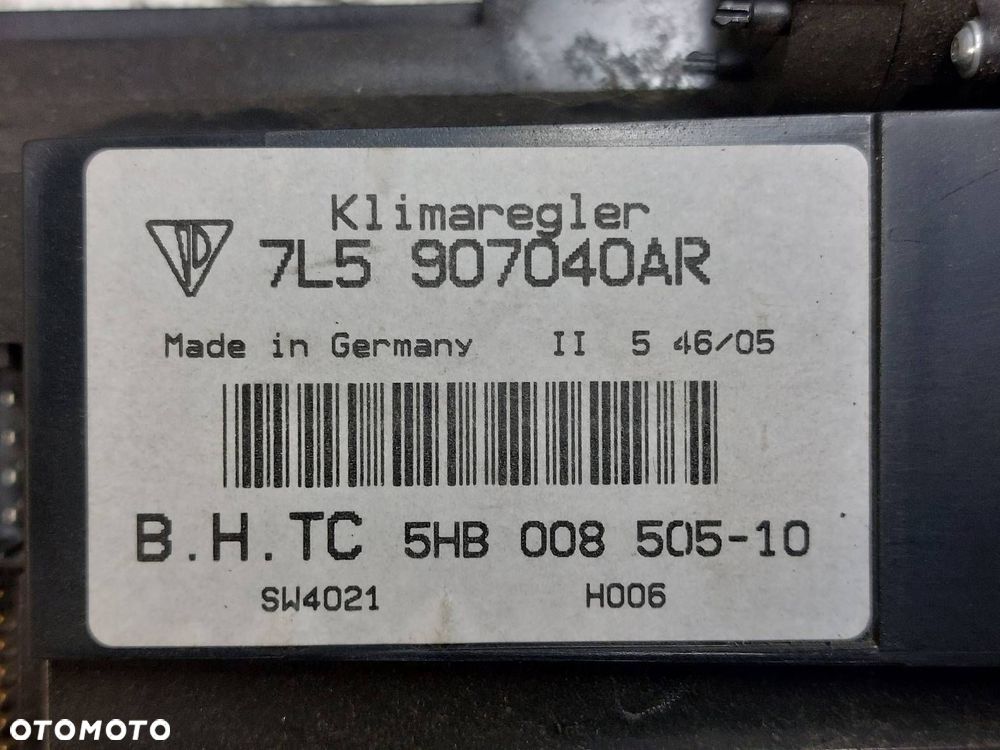 Klimaregler
7L5 907040AR
Made in Germany II 5 46/05
B.H.TC 5HB 008 505-10
SW4021 H006
OTOMOTO